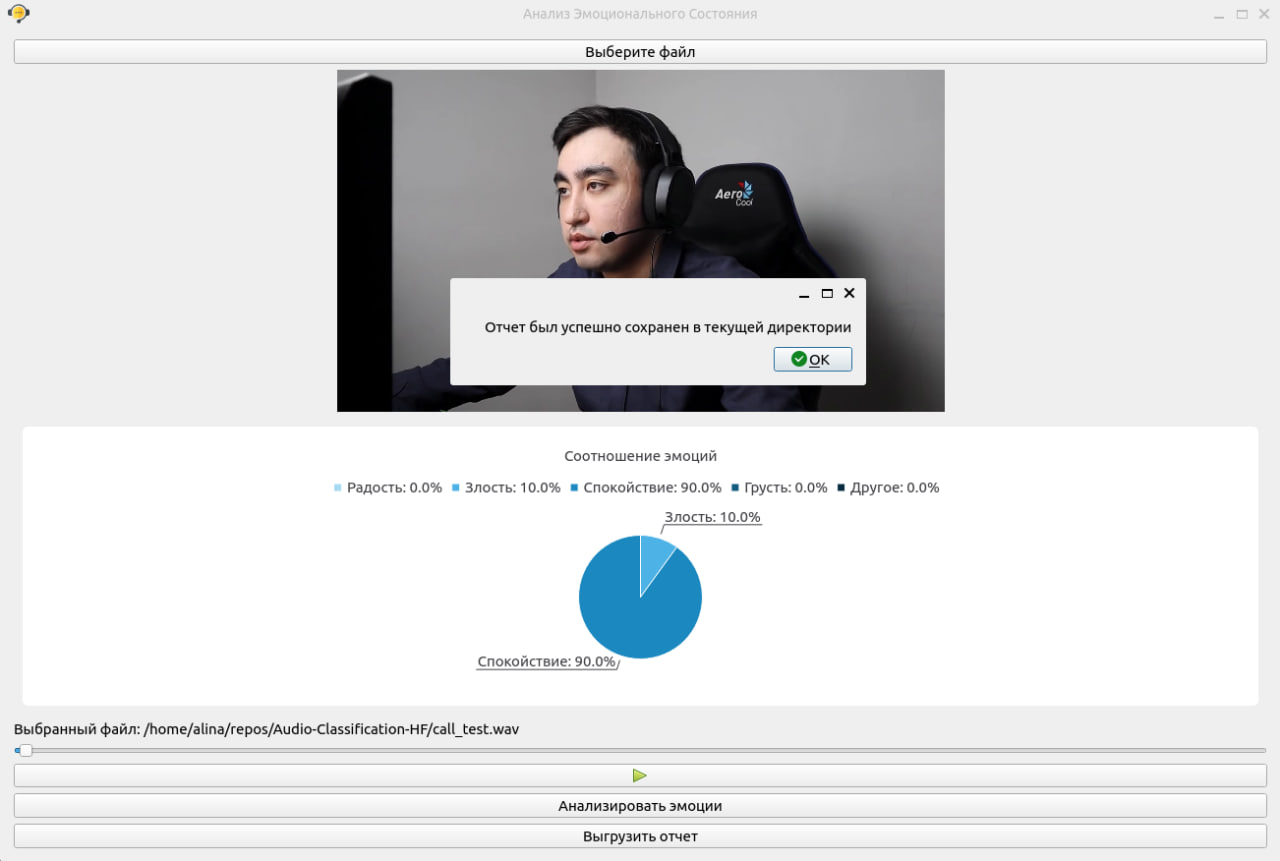 Анализ Эмоционального Состояния
Выберите файл
Aero
Cool
Отчет был успешно сохранен в текущей директории
OK
Соотношение эмоций
Радость: 0.0% Злость: 10.0% Спокойствие: 90.0% Грусть: 0.0% Другое: 0.0%
Злость: 10.0%
Спокойствие: 90.0%
Выбранный файл: /home/alina/repos/Audio-Classification-HF/call_test.wav
Анализировать эмоции
Выгрузить отчет